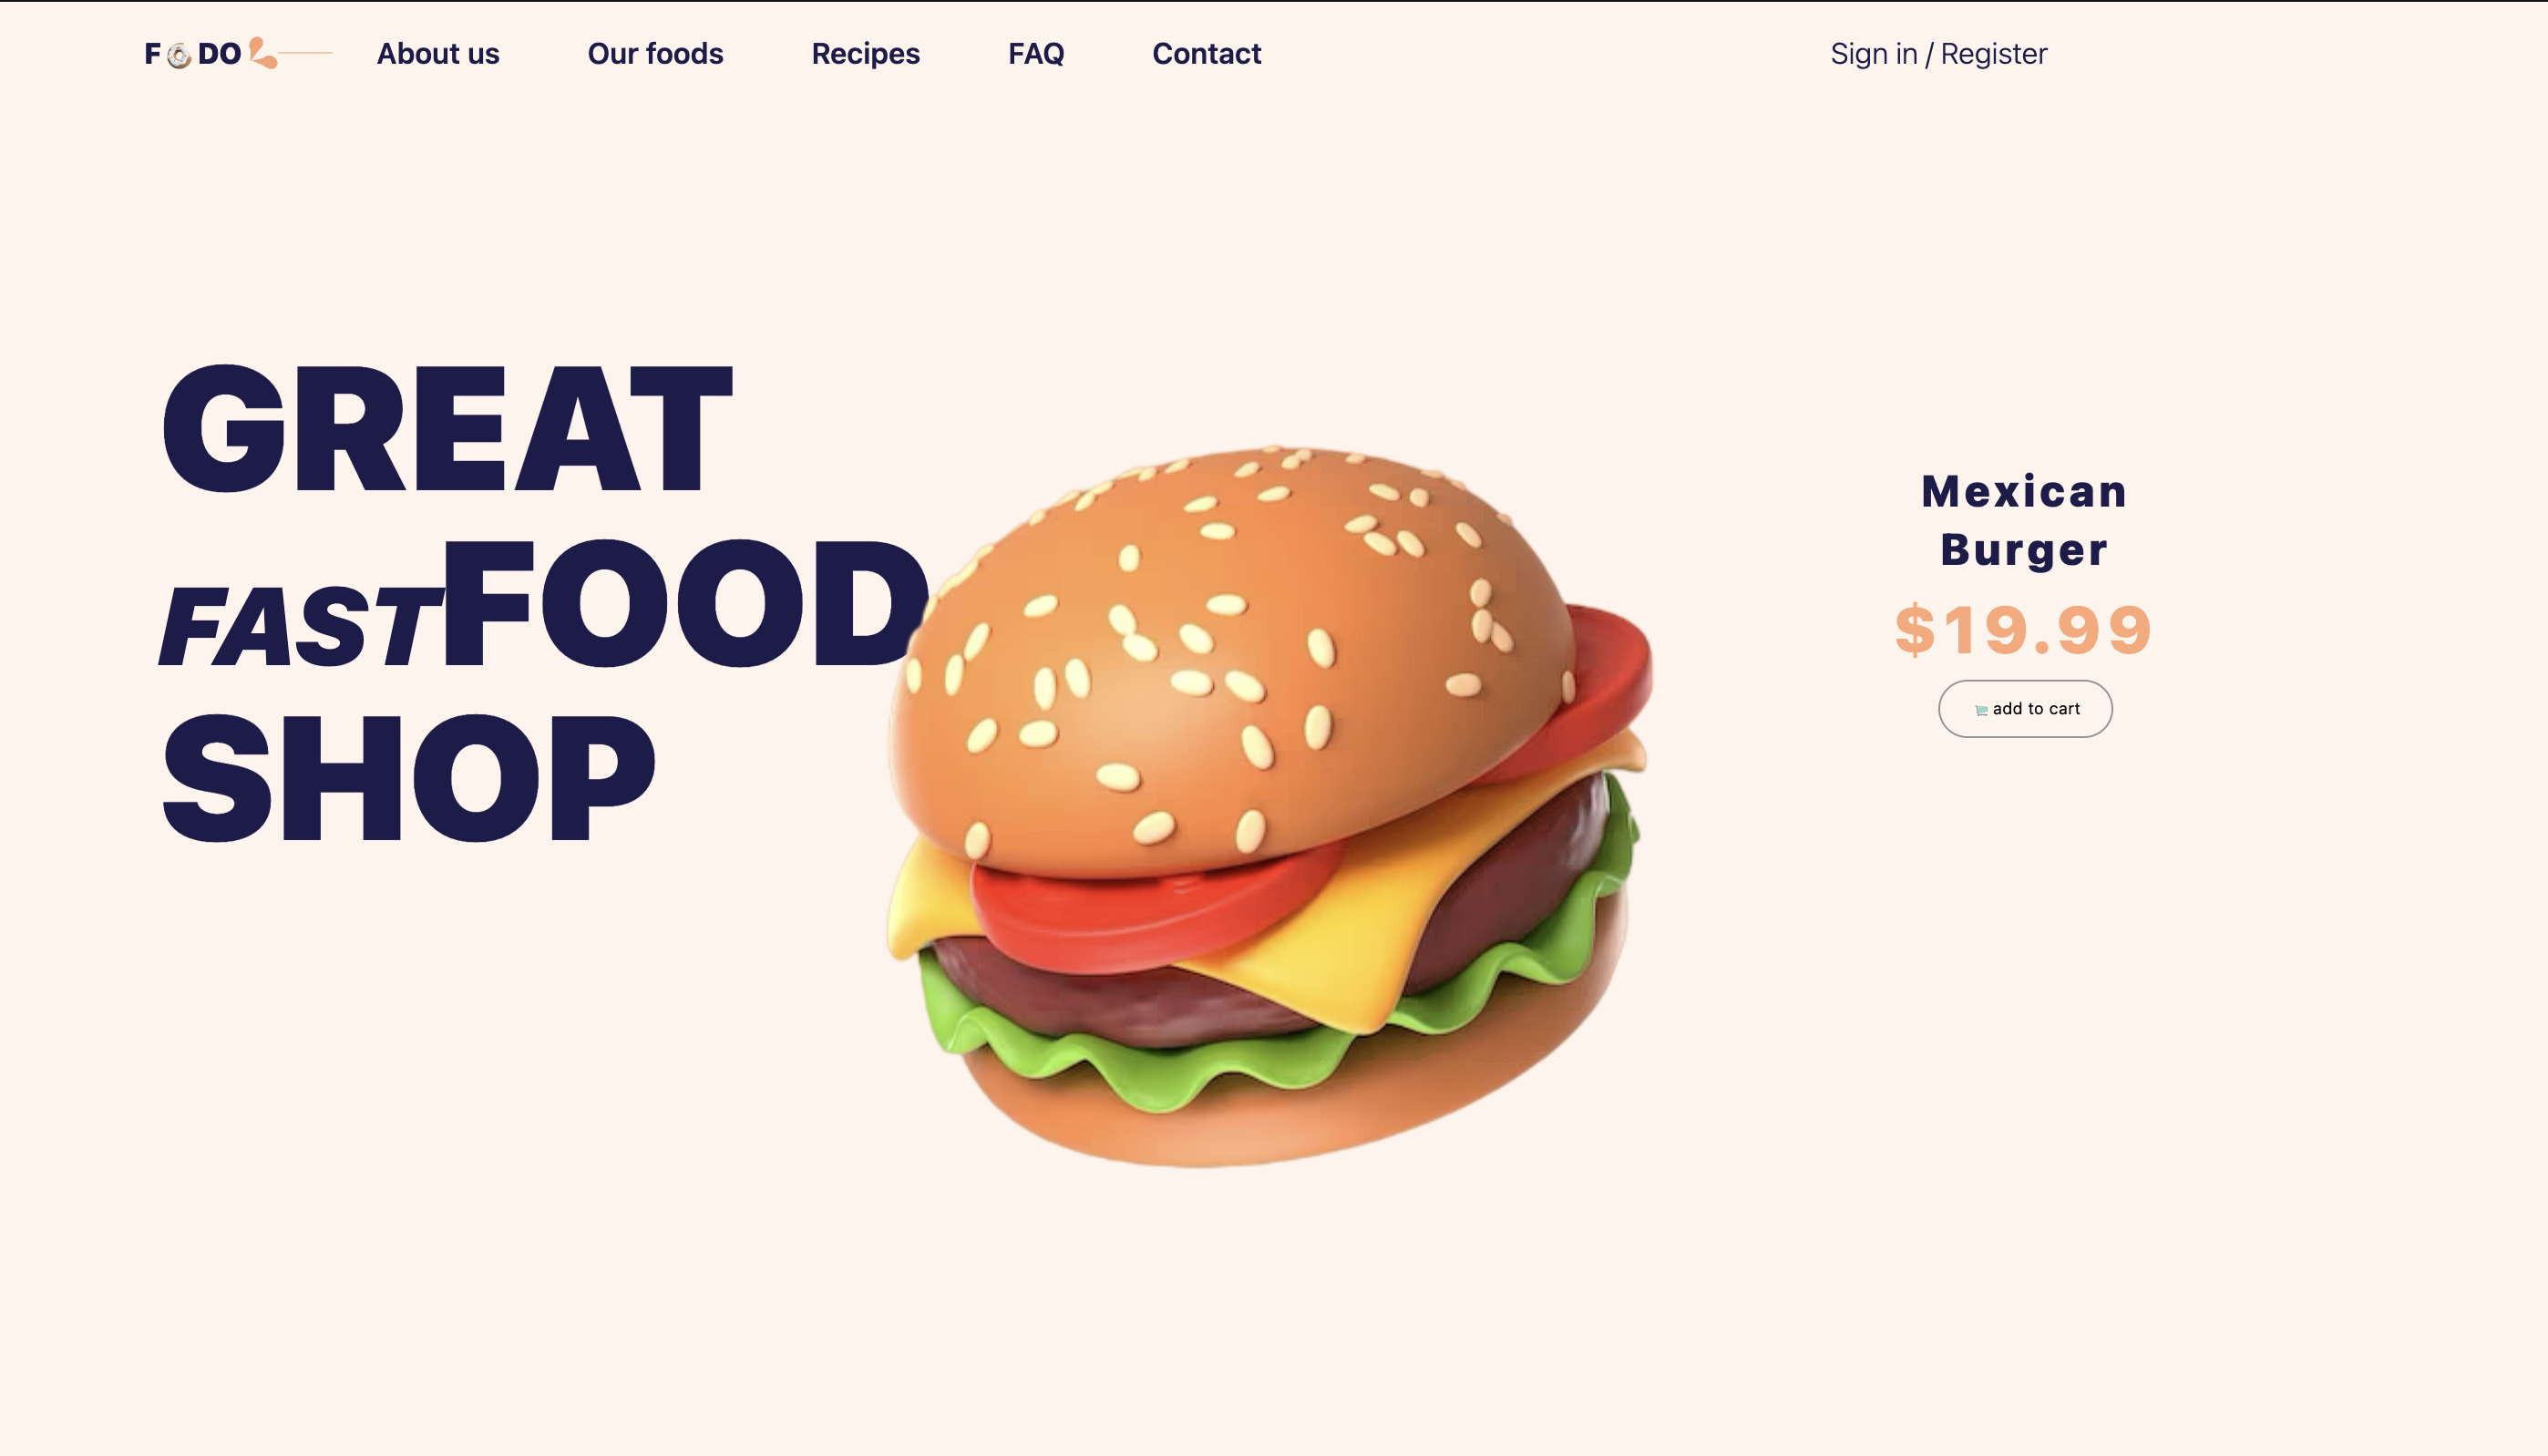 FODO
About us
Our foods
Recipes
FAQ
Contact
Sign in / Register
GREAT
FASTFOOD
SHOP
Mexican
Burger
$19.99
add to cart